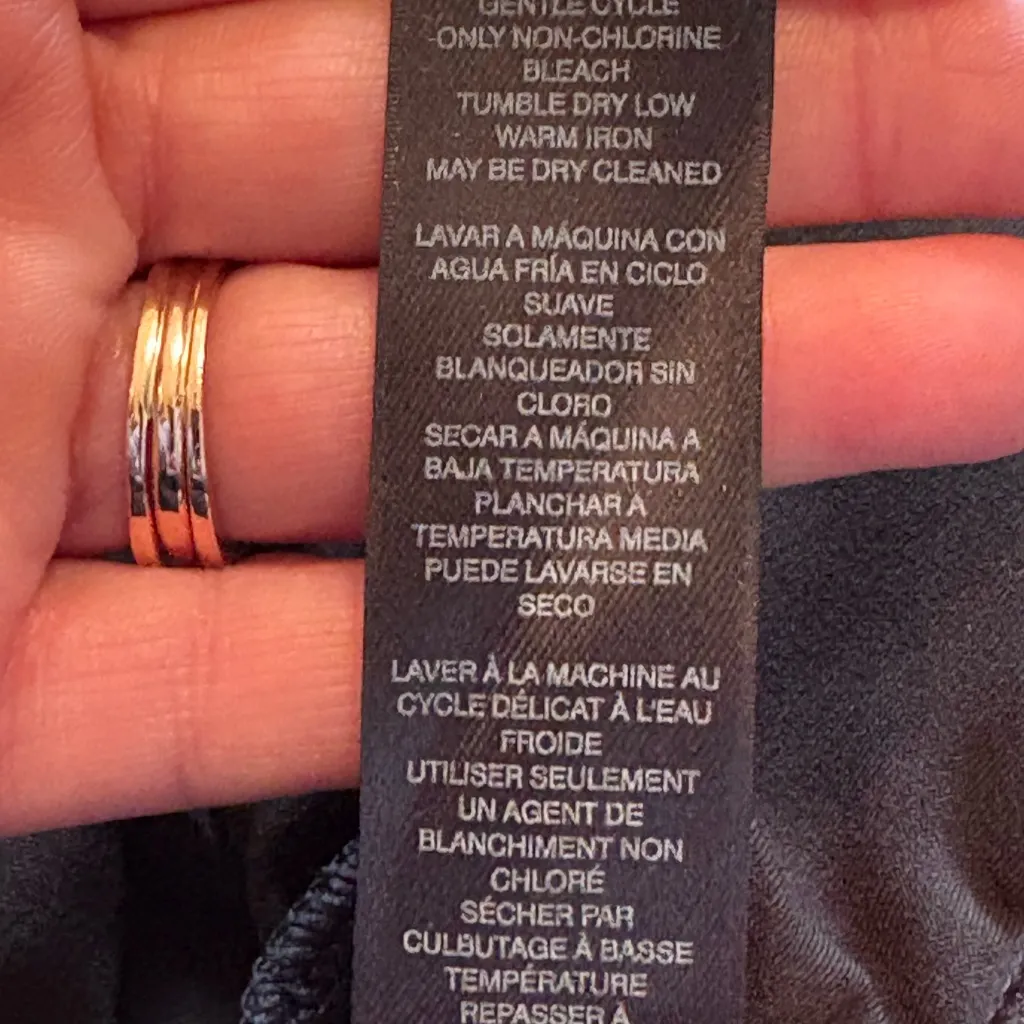 GENTLE CYCLE
-ONLY NON-CHLORINE
BLEACH
TUMBLE DRY LOW
WARM IRON
MAY BE DRY CLEANED
LAVAR A MÁQUINA CON
AGUA FRÍA EN CICLO
SUAVE
SOLAMENTE
BLANQUEADOR SIN
CLORO
SECAR A MÁQUINA A
BAJA TEMPERATURA
PLANCHAR A
TEMPERATURA MEDIA
PUEDE LAVARSE EN
SECO
LAVER À LA MACHINE AU
CYCLE DÉLICAT À L'EAU
FROIDE
UTILISER SEULEMENT
UN AGENT DE
BLANCHIMENT NON
CHLORÉ
SÉCHER PAR
CULBUTAGE À BASSE
TEMPÉRATURE
REPASSER À